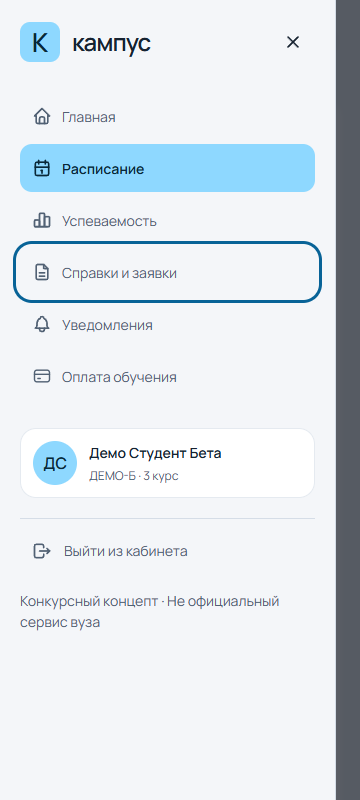 К кампус
Главная
Расписание
Успеваемость
Справки и заявки
Уведомления
Оплата обучения
ДС
Демо Студент Бета
ДЕМО-Б · 3 курс
Выйти из кабинета
Конкурсный концепт · Не официальный
сервис вуза